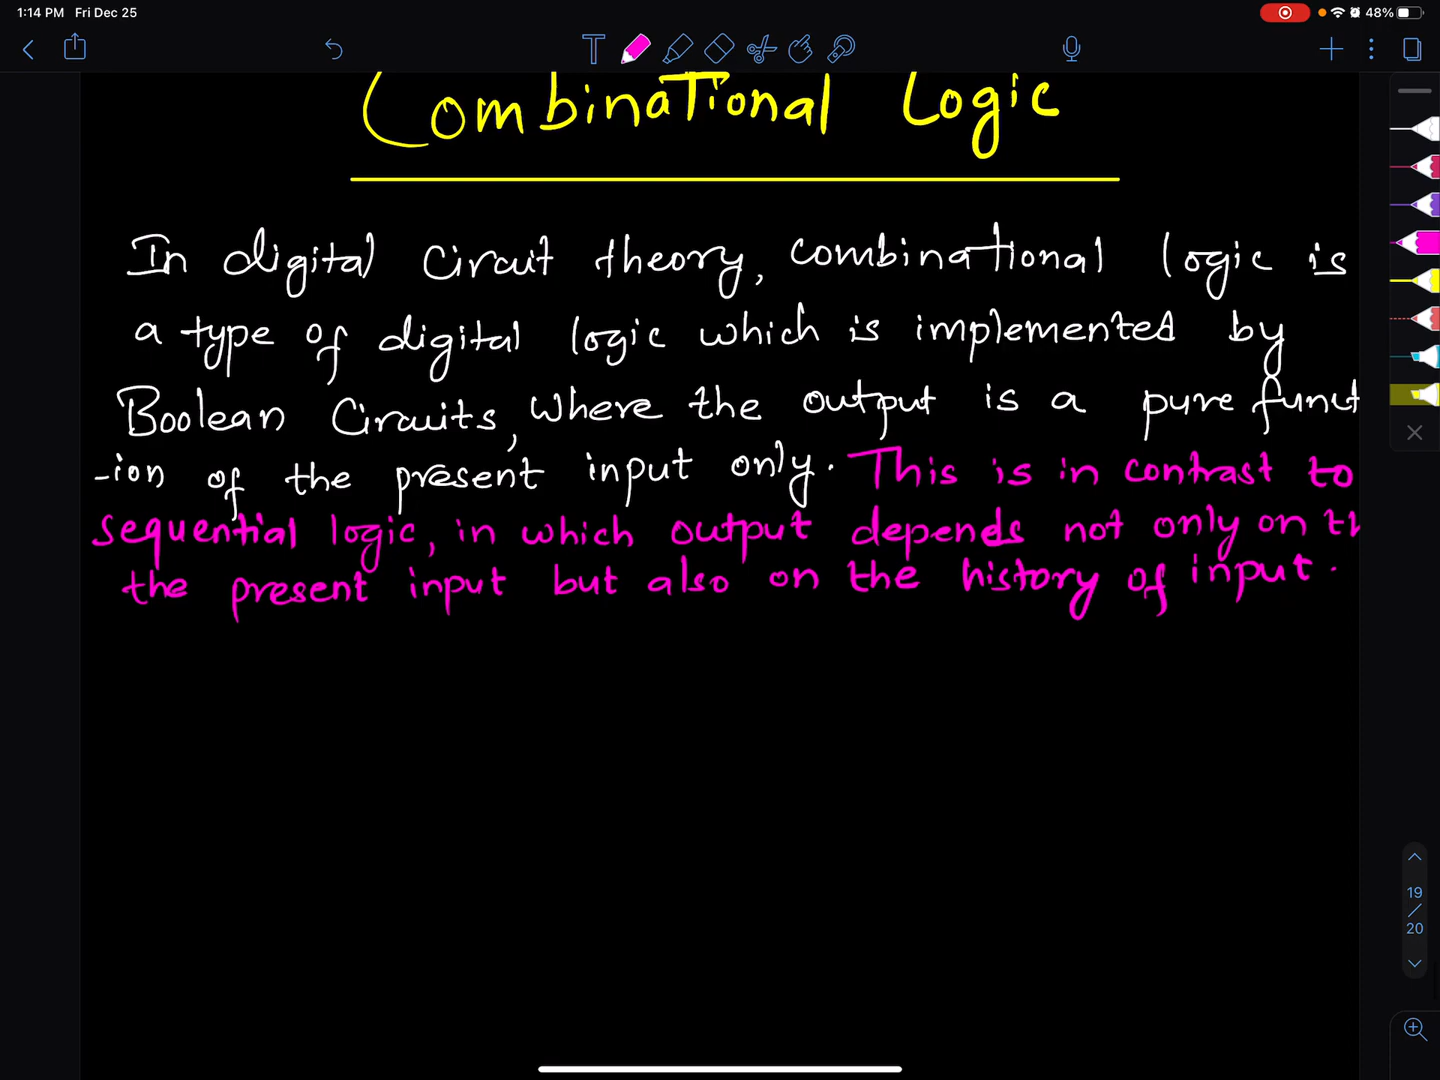 1:14 PM Fri Dec 25
48%
Combinational Logic
In digital Circuit theory, combinational logic is
a type of digital logic which is implemented by
Boolean Circuits, where the output is a pure funct
-ion of the present input only. This is in contrast to
sequential logic, in which output depends not only on th
the present input but also on the history of input.
19
/
20